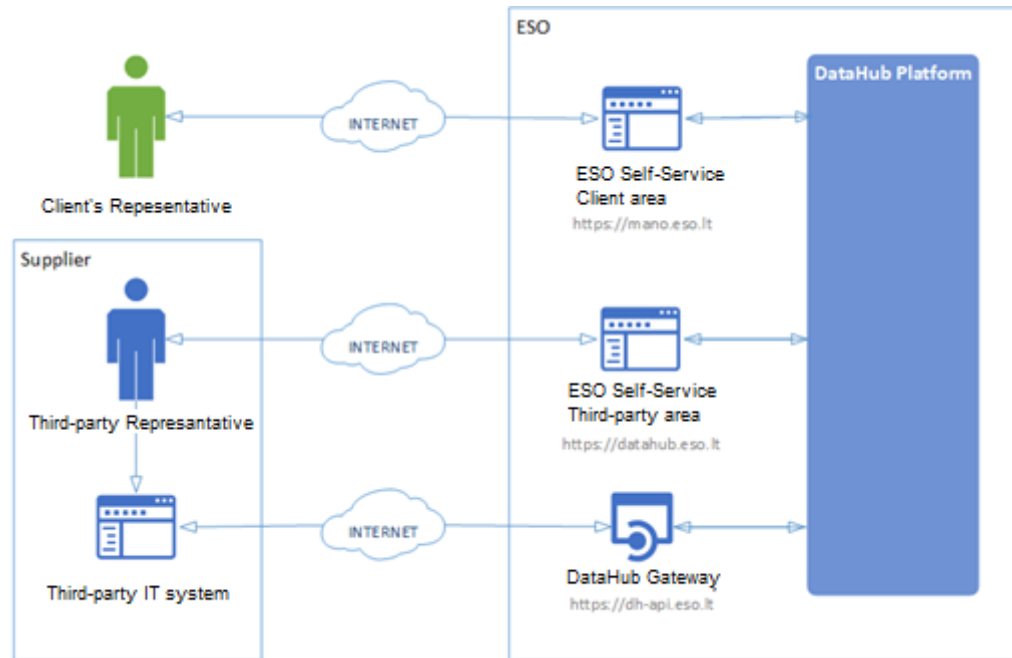 ESO
DataHub Platform
INTERNET
Client's Repesentative
ESO Self-Service
Client area
https://mano.eso.lt
Supplier
INTERNET
Third-party Represantative
ESO Self-Service
Third-party area
https://datahub.eso.lt
INTERNET
Third-party IT system
DataHub Gateway
https://dh-api.eso.lt